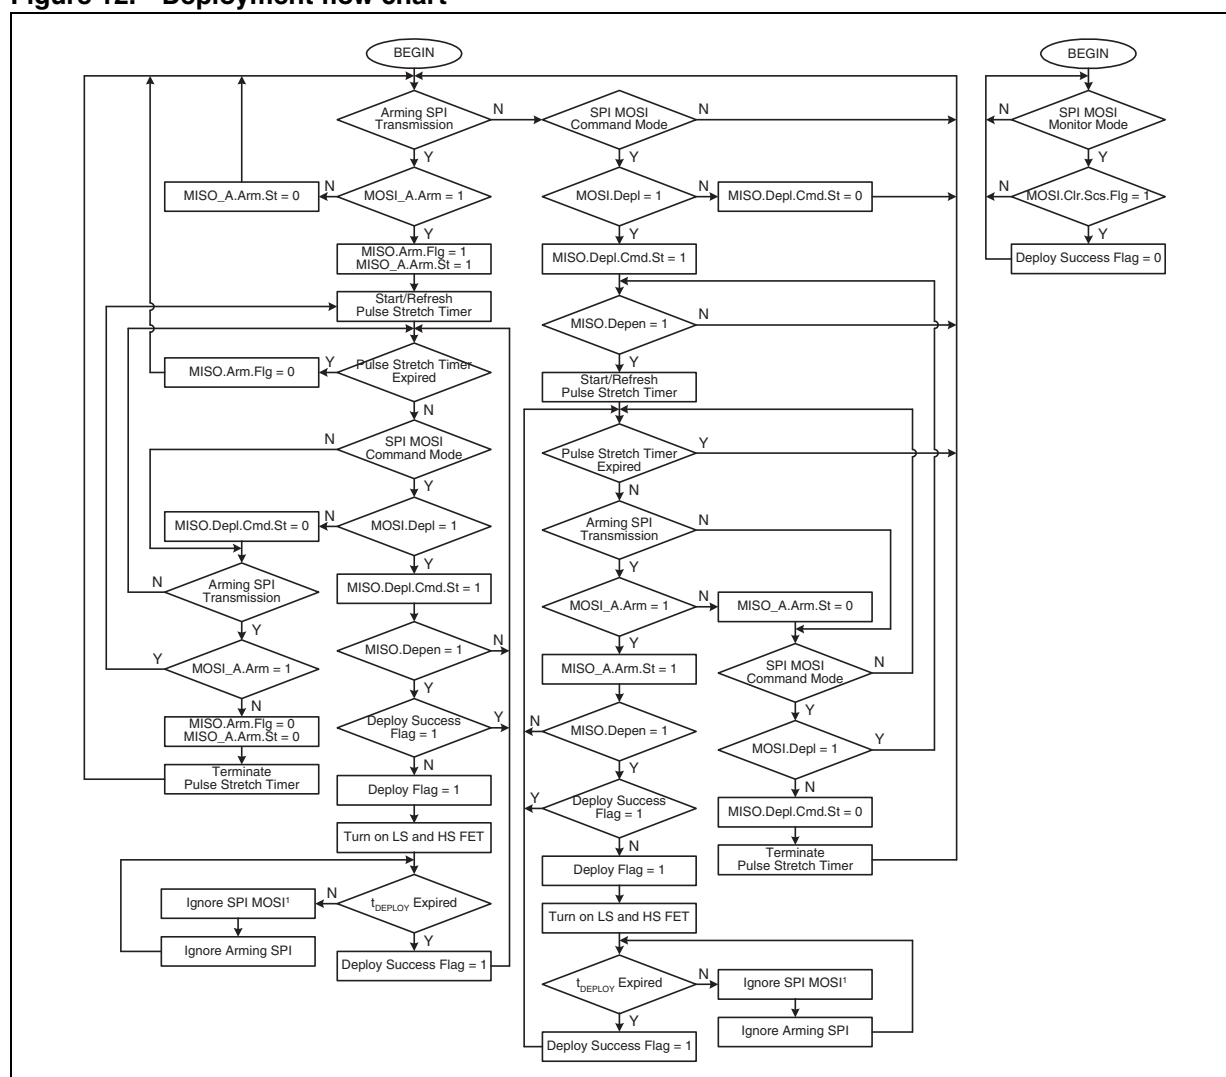 Figure 12. Deployment flow chart
BEGIN
Arming SPI
Transmission
N
Y
MOSI_A.Arm = 1
N
MISO_A.Arm.St = 0
Y
MISO.Arm.Flg = 1
MISO_A.Arm.St = 1
Start/Refresh
Pulse Stretch Timer
Pulse Stretch Timer
Expired
Y
MISO.Arm.Flg = 0
N
SPI MOSI
Command Mode
N
Y
MOSI.Depl = 1
N
MISO.Depl.Cmd.St = 0
Y
Arming SPI
Transmission
N
Y
MOSI_A.Arm = 1
Y
N
MISO.Arm.Flg = 0
MISO_A.Arm.St = 0
Terminate
Pulse Stretch Timer
MISO.Depl.Cmd.St = 1
MISO.Depen = 1
N
Y
Deploy Success
Flag = 1
Y
N
Deploy Flag = 1
Turn on LS and HS FET
tDEPLOY Expired
N
Ignore SPI MOSI¹
Ignore Arming SPI
Y
Deploy Success Flag = 1
SPI MOSI
Command Mode
N
Y
MOSI.Depl = 1
N
MISO.Depl.Cmd.St = 0
Y
MISO.Depl.Cmd.St = 1
MISO.Depen = 1
N
Y
Start/Refresh
Pulse Stretch Timer
Pulse Stretch Timer
Expired
Y
N
Arming SPI
Transmission
N
Y
MOSI_A.Arm = 1
N
MISO_A.Arm.St = 0
Y
MISO_A.Arm.St = 1
SPI MOSI
Command Mode
N
Y
MOSI.Depl = 1
Y
N
MISO.Depl.Cmd.St = 0
Terminate
Pulse Stretch Timer
MISO.Depen = 1
N
Y
Deploy Success
Flag = 1
Y
N
Deploy Flag = 1
Turn on LS and HS FET
tDEPLOY Expired
N
Ignore SPI MOSI¹
Ignore Arming SPI
Y
Deploy Success Flag = 1
BEGIN
SPI MOSI
Monitor Mode
N
Y
MOSI.Clr.Scs.Flg = 1
N
Y
Deploy Success Flag = 0